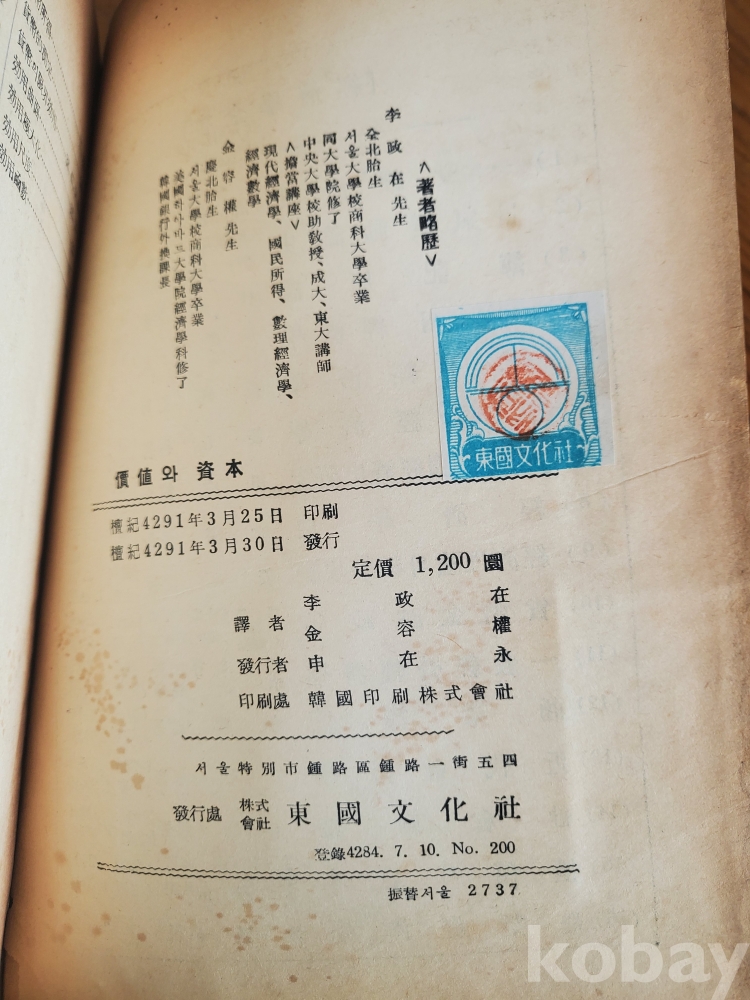 <著者略歷>
李政在 先生
全北胎生
서울大學校商科大學卒業
同大學院修了
中央大學校助敎授、成大、東大講師
<擔當講座>
現代經濟學、國民所得、數理經濟學、
經濟數學
金容權 先生
慶北胎生
서울大學校商科大學卒業
美國하아바드大學院經濟學科修了
韓國銀行外換課長
東國文化社
價値와 資本
檀紀4291年3月25日 印刷
檀紀4291年3月30日 發行
定價 1,200 圜
譯者 李政在
金容權
發行者 申在永
印刷處 韓國印刷株式會社
서울特別市鍾路區鍾路一街五四
發行處 株式會社 東國文化社
登錄4284. 7. 10. No. 200
振替서울 2737
kobay